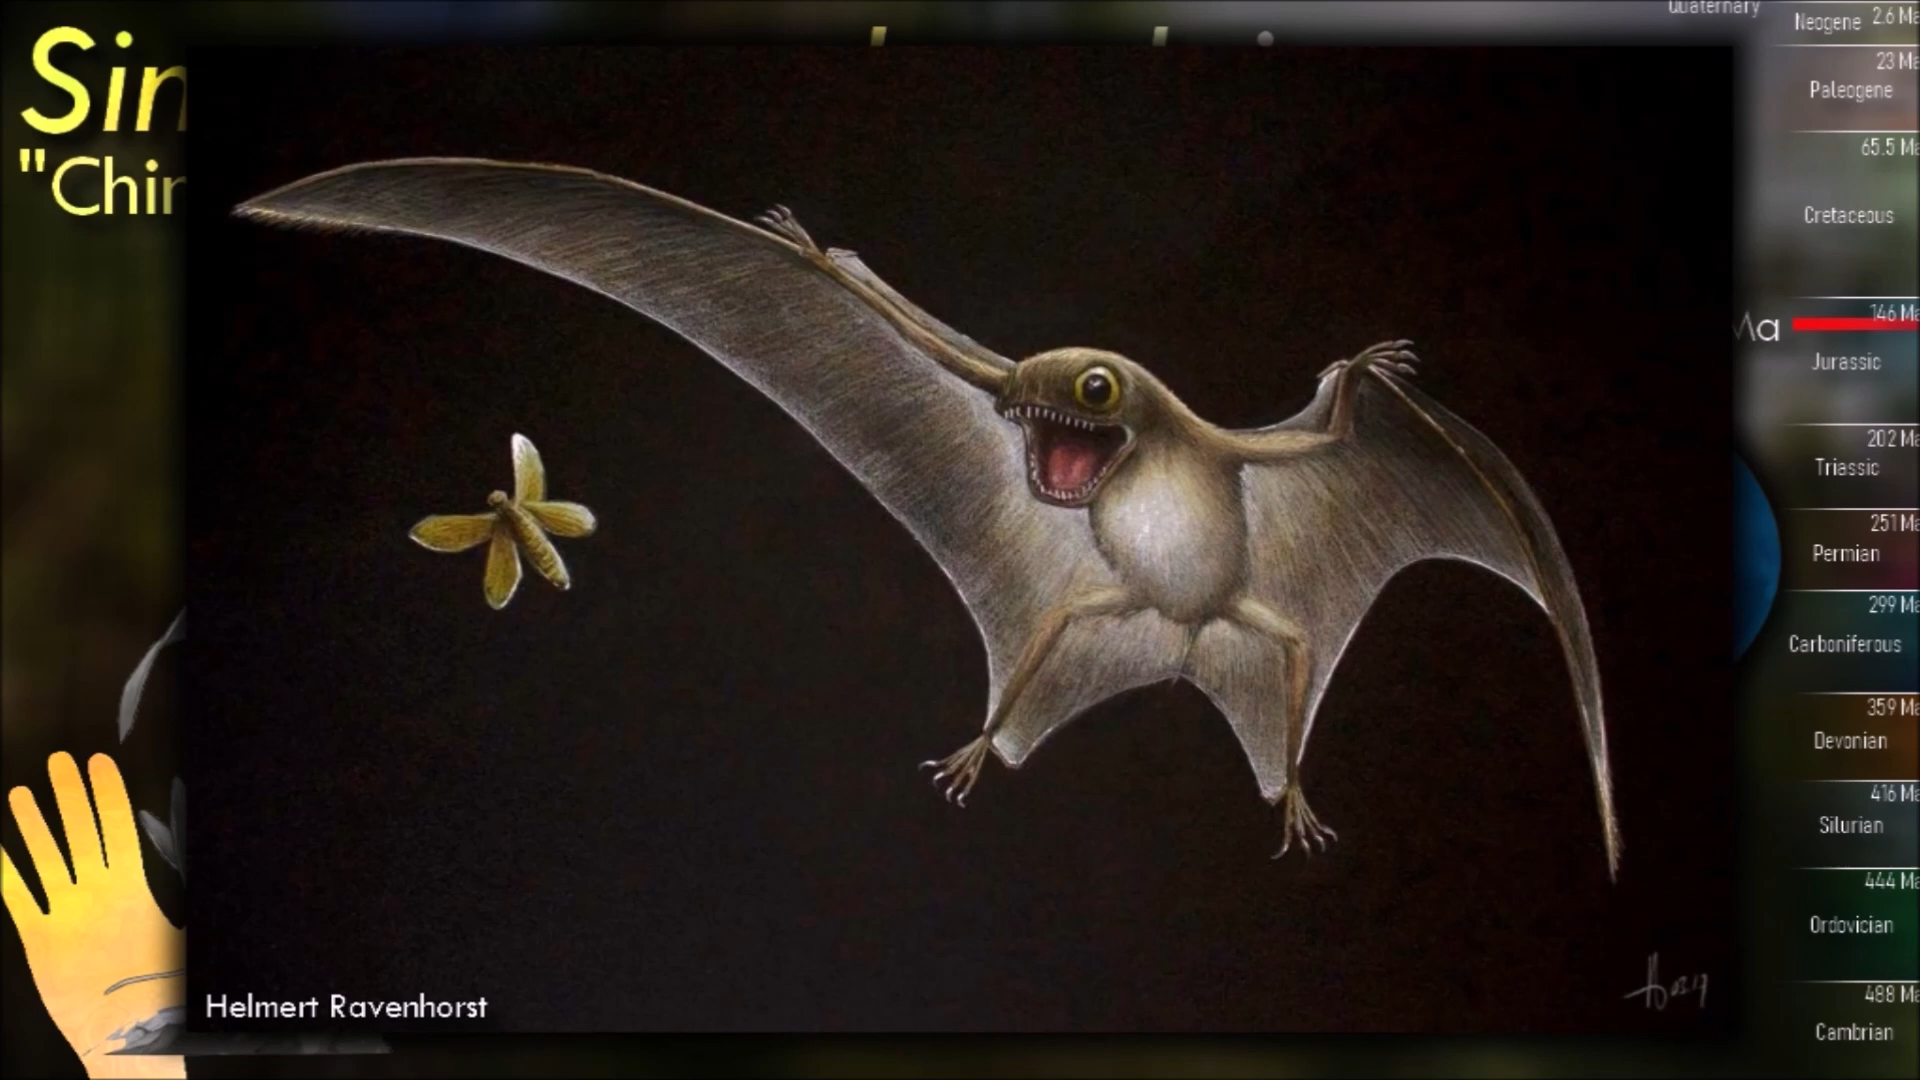 Sin
"Chin
Quaternary
Neogene 2.6 Ma
23 Ma
Paleogene
65.5 Ma
Cretaceous
146 Ma
Ma
Jurassic
202 Ma
Triassic
251 Ma
Permian
299 Ma
Carboniferous
359 Ma
Devonian
416 Ma
Silurian
444 Ma
Ordovician
488 Ma
Cambrian
Helmert Ravenhorst